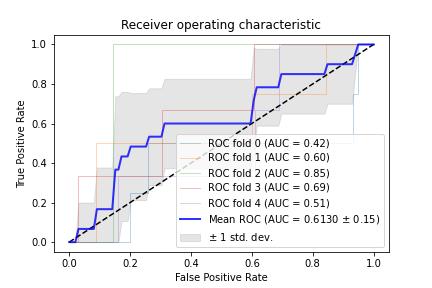 Receiver operating characteristic
1.0
0.8
0.6
0.4
0.2
0.0
True Positive Rate
ROC fold 0 (AUC = 0.42)
ROC fold 1 (AUC = 0.60)
ROC fold 2 (AUC = 0.85)
ROC fold 3 (AUC = 0.69)
ROC fold 4 (AUC = 0.51)
Mean ROC (AUC = 0.6130 ± 0.15)
± 1 std. dev.
0.0 0.2 0.4 0.6 0.8 1.0
False Positive Rate